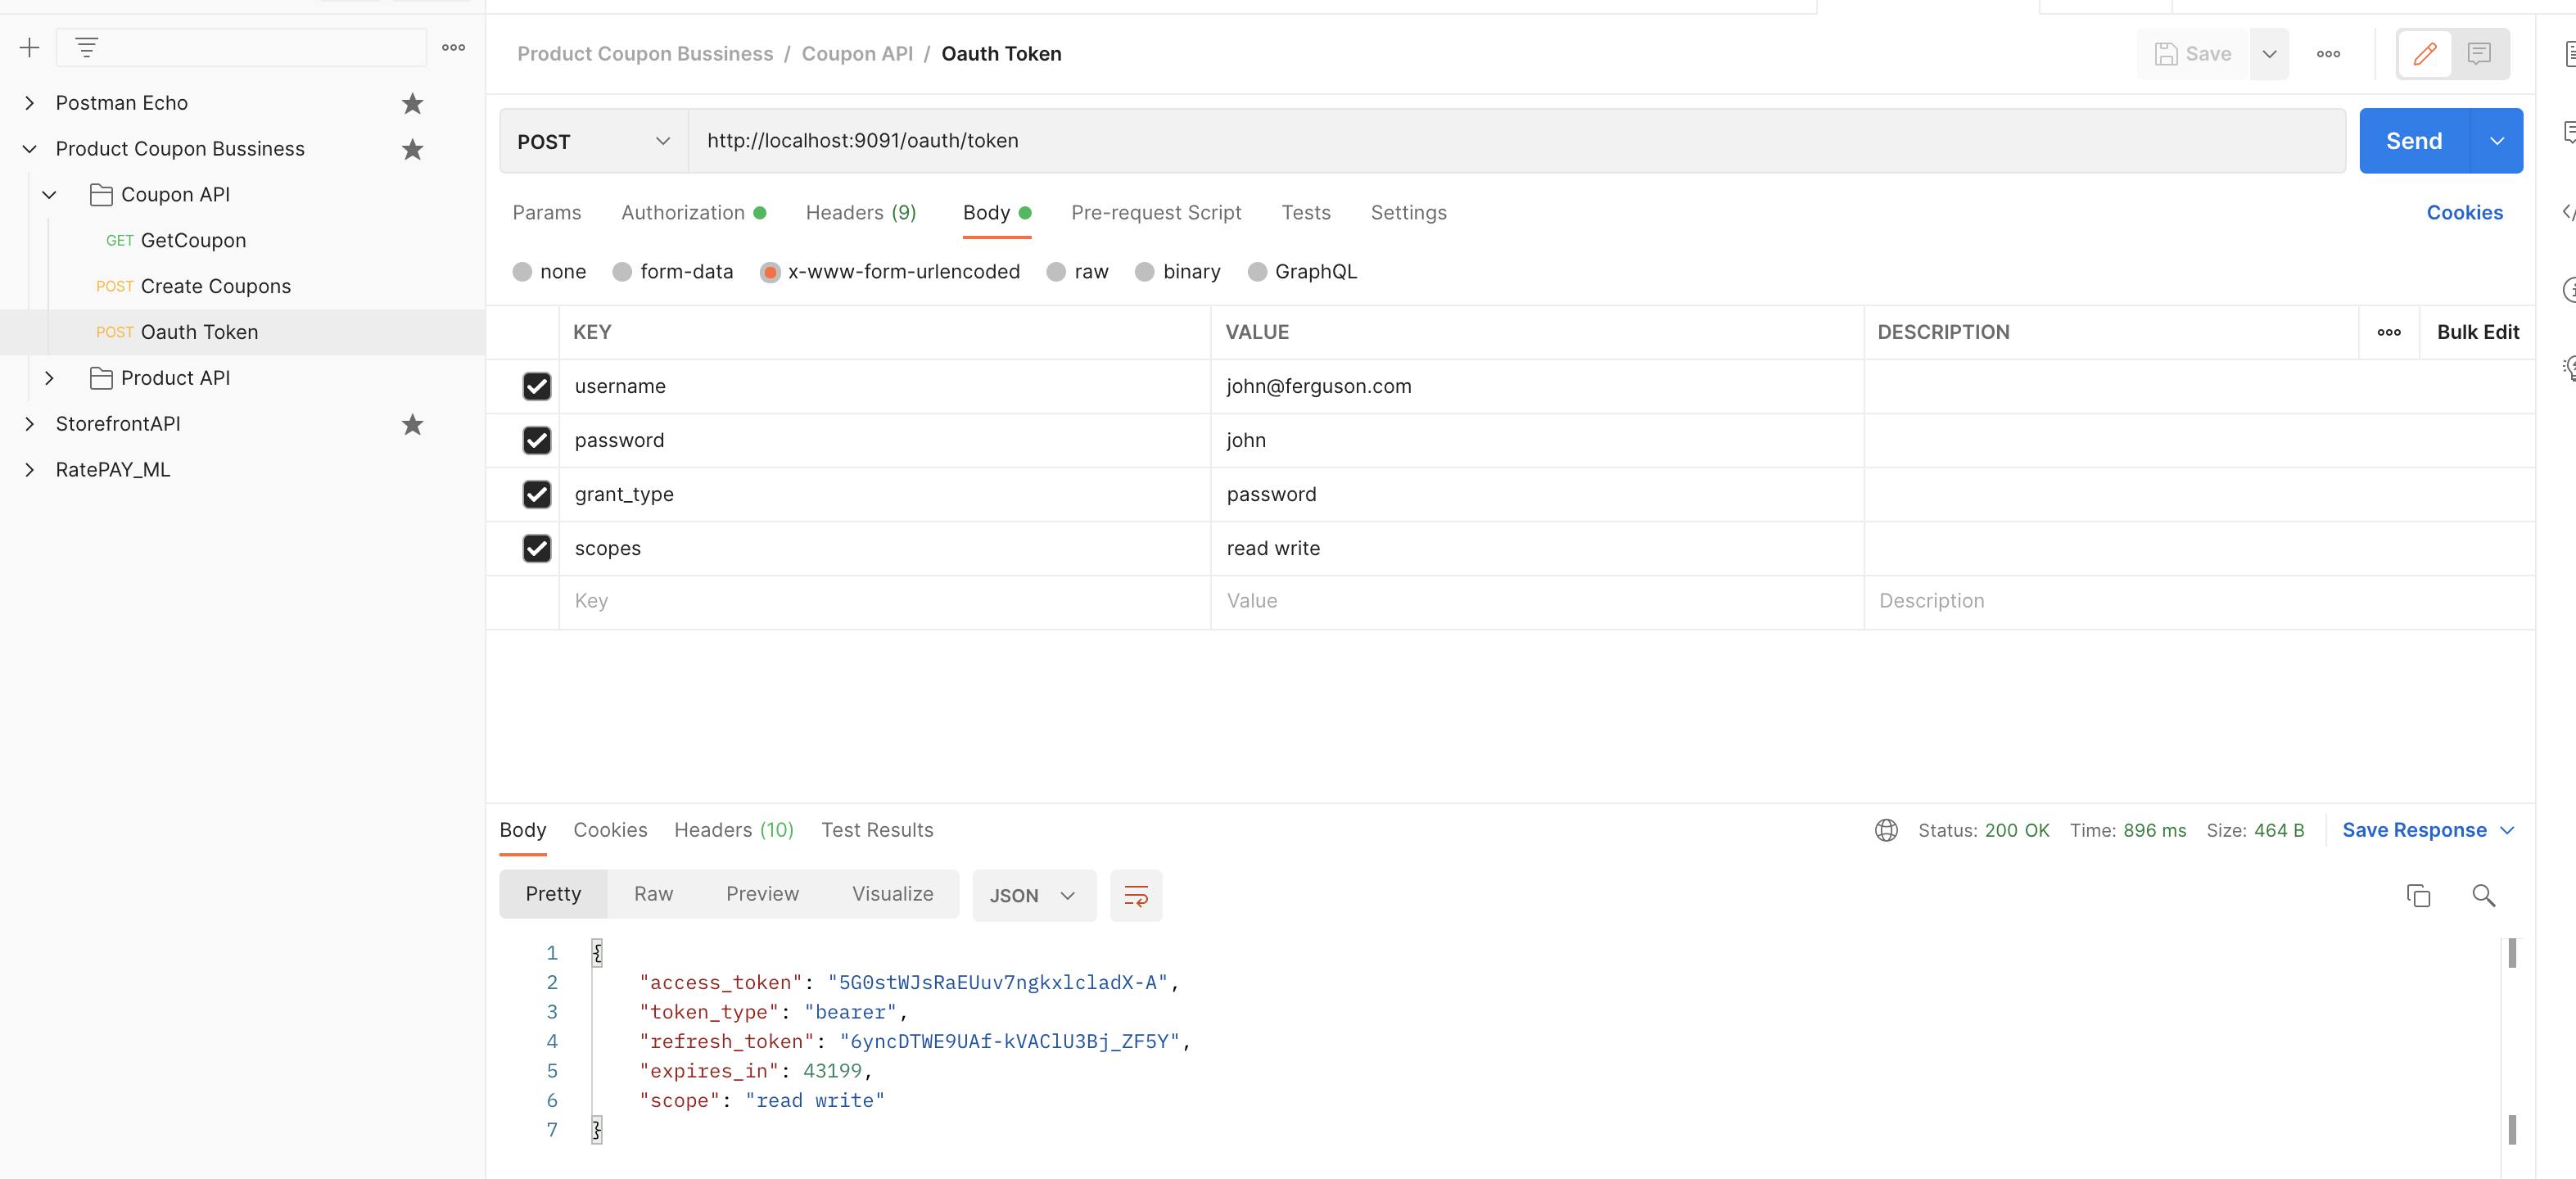 Postman Echo
Product Coupon Bussiness
Coupon API
GET GetCoupon
POST Create Coupons
POST Oauth Token
Product API
StorefrontAPI
RatePAY_ML
Product Coupon Bussiness / Coupon API / Oauth Token
Save
POST http://localhost:9091/oauth/token Send
Params Authorization Headers (9) Body Pre-request Script Tests Settings Cookies
none form-data x-www-form-urlencoded raw binary GraphQL
KEY VALUE DESCRIPTION Bulk Edit
username john@ferguson.com
password john
grant_type password
scopes read write
Key Value Description
Body Cookies Headers (10) Test Results Status: 200 OK Time: 896 ms Size: 464 B Save Response
Pretty Raw Preview Visualize JSON
1 {
2 "access_token": "5G0stWJsRaEUuv7ngkxlcladX-A",
3 "token_type": "bearer",
4 "refresh_token": "6yncDTWE9UAf-kVAClU3Bj_ZF5Y",
5 "expires_in": 43199,
6 "scope": "read write"
7 }